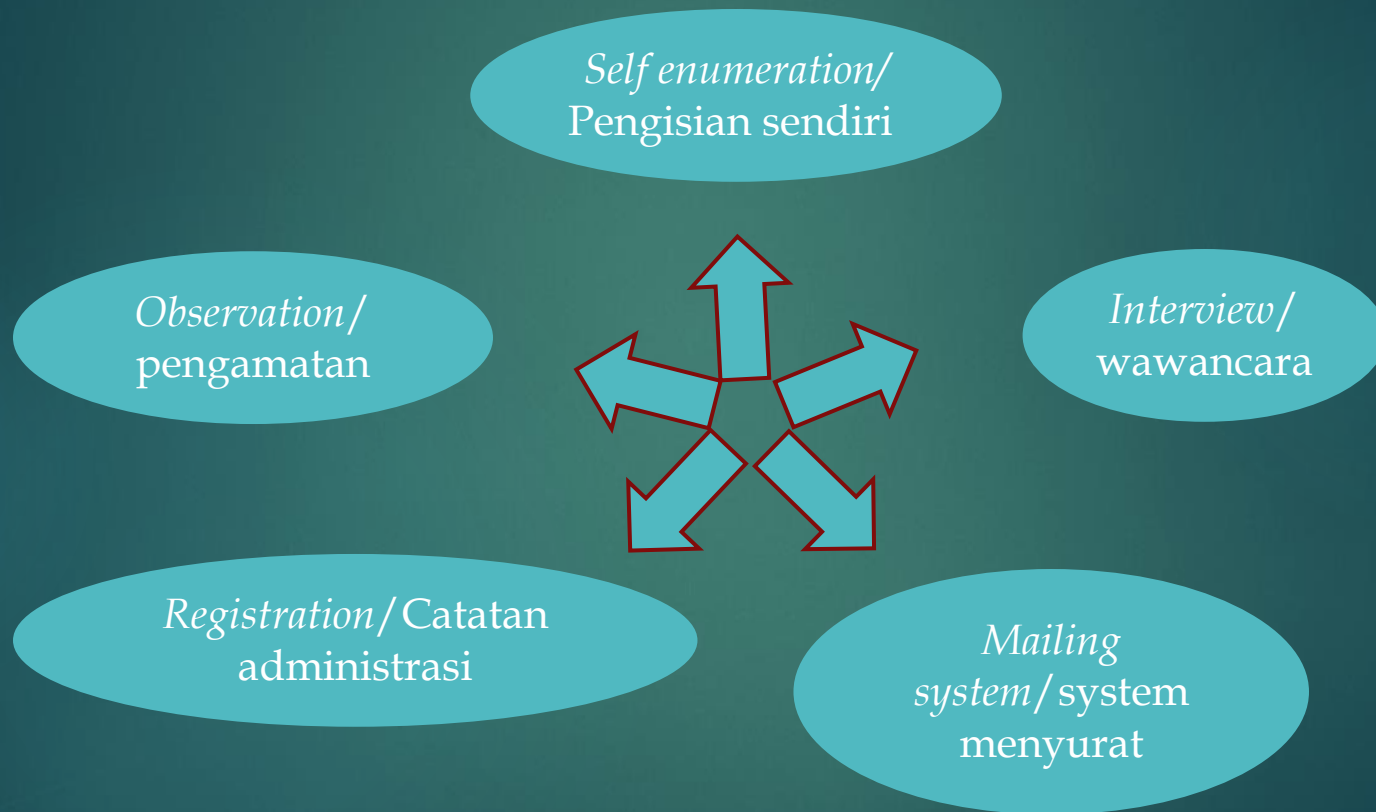 Self enumeration/
Pengisian sendiri
Observation/
pengamatan
Interview/
wawancara
Registration/Catatan
administrasi
Mailing
system/system
menyurat